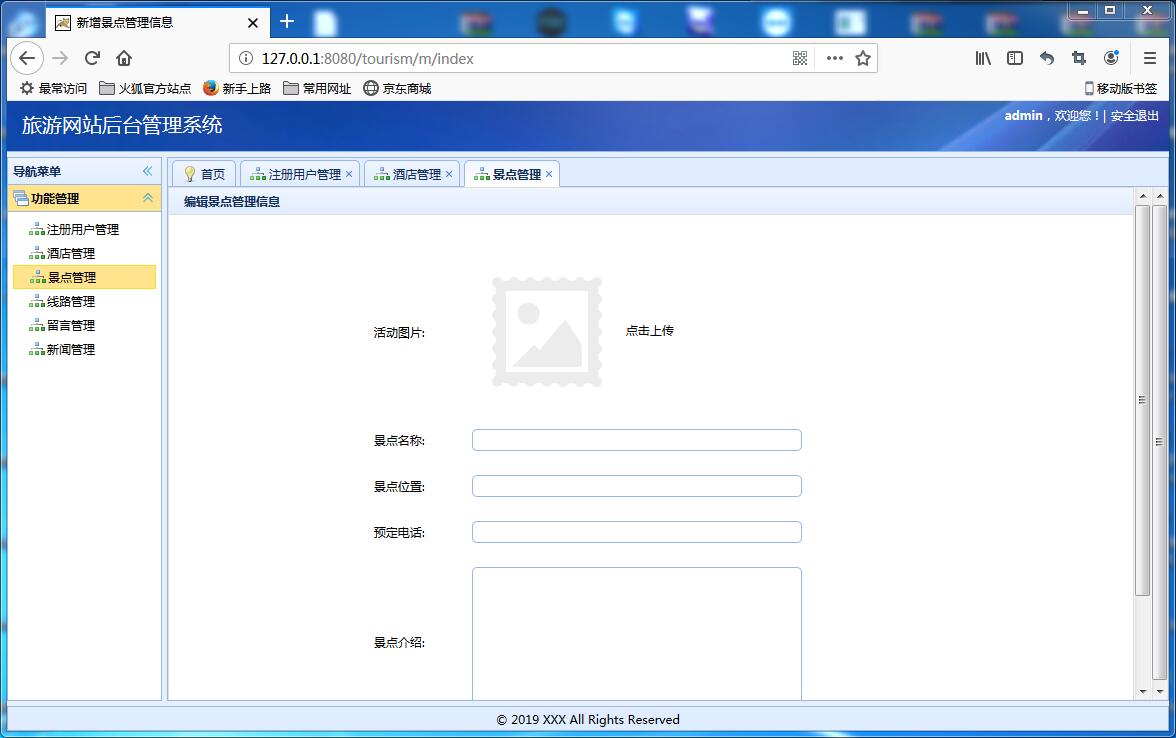 新增景点管理信息
127.0.0.1:8080/tourism/m/index
最常访问 火狐官方站点 新手上路 常用网址 京东商城 移动版书签
旅游网站后台管理系统
admin，欢迎您！| 安全退出
导航菜单
首页 注册用户管理 酒店管理 景点管理
功能管理
编辑景点管理信息
注册用户管理
酒店管理
景点管理
线路管理
留言管理
新闻管理
活动图片:
点击上传
景点名称:
景点位置:
预定电话:
景点介绍:
© 2019 XXX All Rights Reserved